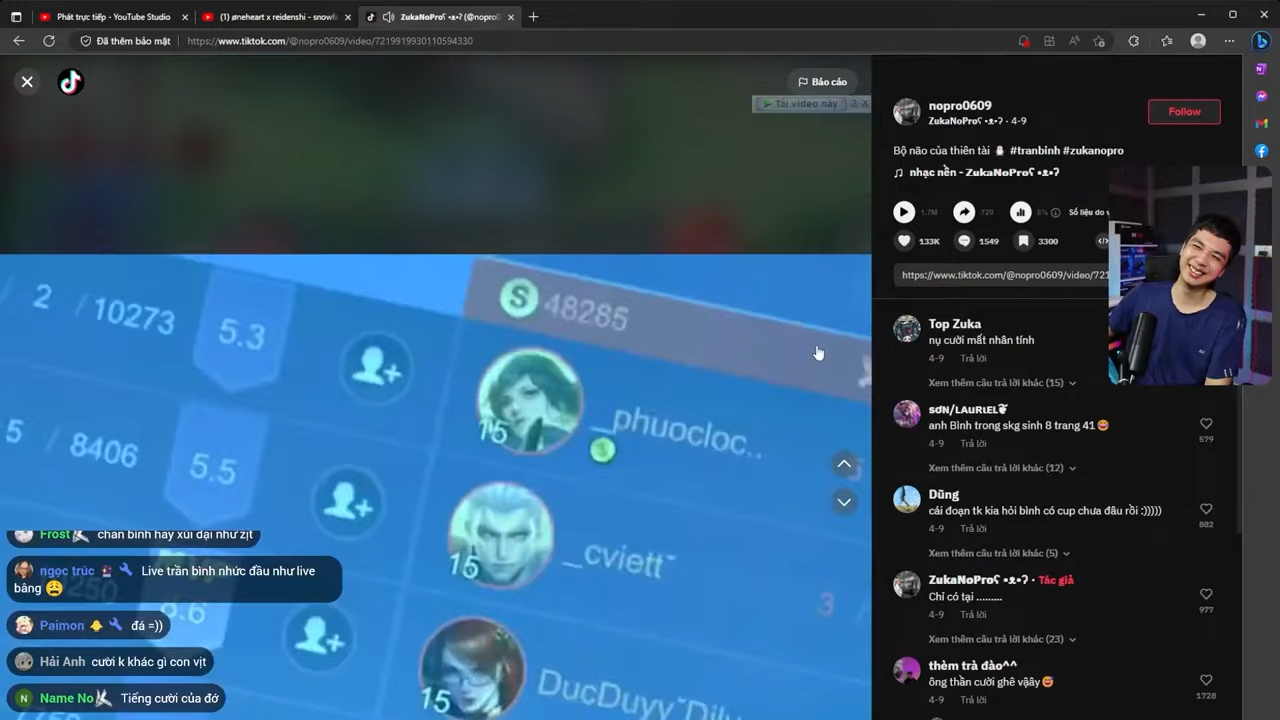 Phát trực tiếp - YouTube Studio
(1) øneheart x reidenshi - snowfa
ZukaNoProʕ •ᴥ•ʔ (@nopro0
Đã thêm bảo mật
https://www.tiktok.com/@nopro0609/video/7219919930110594330
Báo cáo
Tải video này
nopro0609
ZukaNoProʕ •ᴥ•ʔ · 4-9
Follow
Bộ não của thiên tài ⛄ #tranbinh #zukanopro
♫ nhạc nền - ZukaNoProʕ •ᴥ•ʔ
1.7M
720
0%
Số liệu do v
133K
1549
3300
https://www.tiktok.com/@nopro0609/video/721
Top Zuka
nụ cười mất nhân tính
4-9 Trả lời
Xem thêm câu trả lời khác (15)
sơN/ʟᴀuʀɪᴇL
anh Bình trong skg sinh 8 trang 41 😂
4-9 Trả lời
579
Xem thêm câu trả lời khác (12)
Dũng
cái đoạn tk kia hỏi bình có cup chưa đâu rồi :)))))
4-9 Trả lời
882
Xem thêm câu trả lời khác (5)
ZukaNoProʕ •ᴥ•ʔ · Tác giả
Chỉ có tại .........
4-9 Trả lời
977
Xem thêm câu trả lời khác (23)
thèm trà đào^^
ông thần cười ghê vậây 😅
4-9 Trả lời
1728
2 / 10273
5.3
S 48285
15
_phuocloc..
5 / 8406
5.5
15
_cviett~
3 /
15
Frost chan bình hay xúi dại như zịt
ngọc trúc Live trần bình nhức đầu như live
bâng 😩
Paimon đá =))
Hải Anh cười k khác gì con vịt
N Name No Tiếng cười của đớ